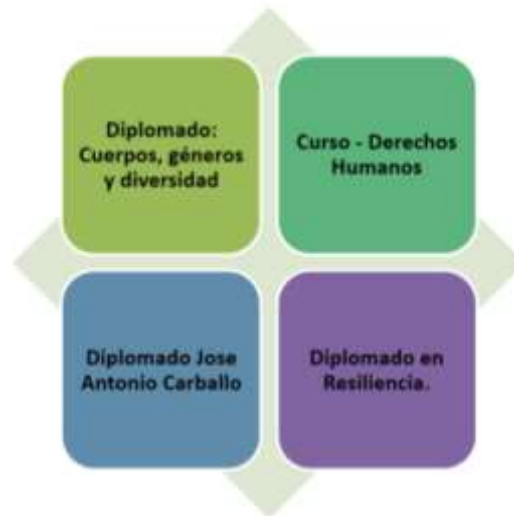 Diplomado:
Cuerpos, géneros
y diversidad
Curso - Derechos
Humanos
Diplomado Jose
Antonio Carballo
Diplomado en
Resiliencia.